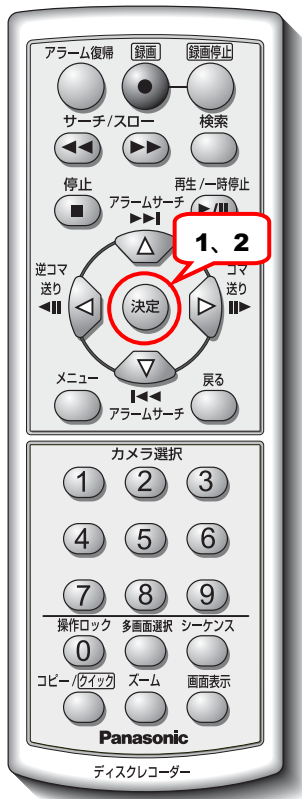 アラーム復帰 録画 録画停止
サーチ/スロー 検索
停止 アラームサーチ 再生/一時停止
1、2
逆コマ送り 決定 コマ送り
メニュー 戻る
アラームサーチ
カメラ選択
1 2 3
4 5 6
7 8 9
操作ロック 多画面選択 シーケンス
0
コピー/クイック ズーム 画面表示
Panasonic
ディスクレコーダー